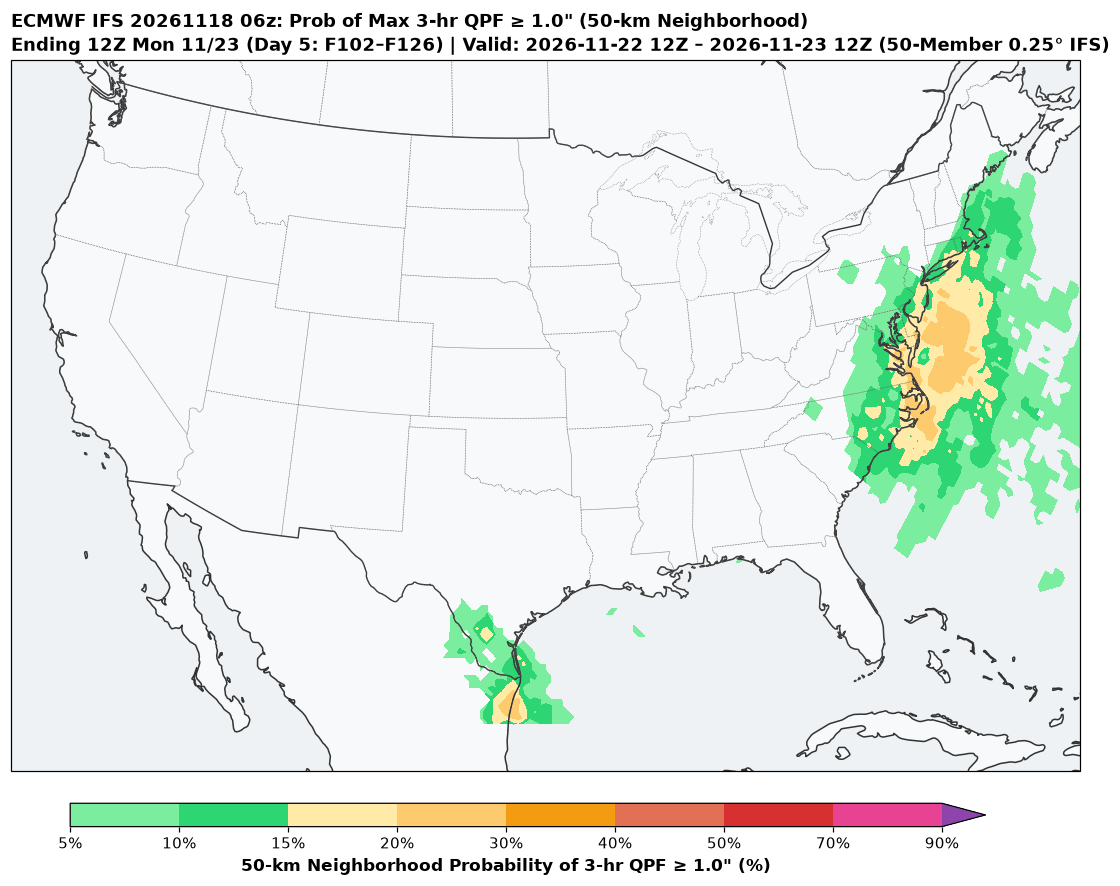 ECMWF IFS 20261118 06z: Prob of Max 3-hr QPF ≥ 1.0" (50-km Neighborhood)
Ending 12Z Mon 11/23 (Day 5: F102–F126) | Valid: 2026-11-22 12Z – 2026-11-23 12Z (50-Member 0.25° IFS)
5% 10% 15% 20% 30% 40% 50% 70% 90%
50-km Neighborhood Probability of 3-hr QPF ≥ 1.0" (%)